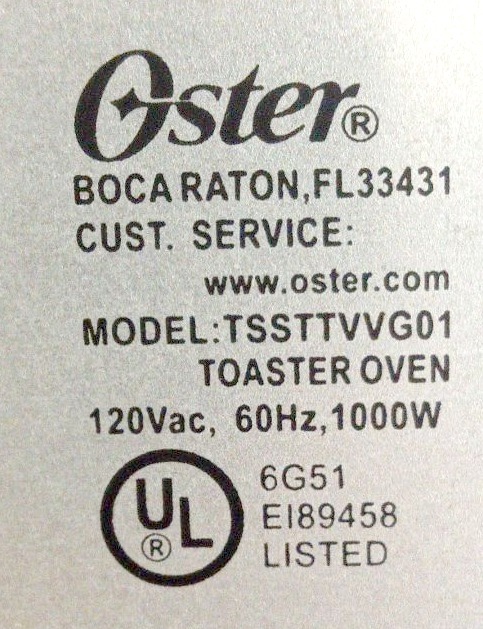 Oster®
BOCA RATON,FL33431
CUST. SERVICE:
www.oster.com
MODEL:TSSTTVVG01
TOASTER OVEN
120Vac, 60Hz,1000W
UL®
6G51
EI89458
LISTED